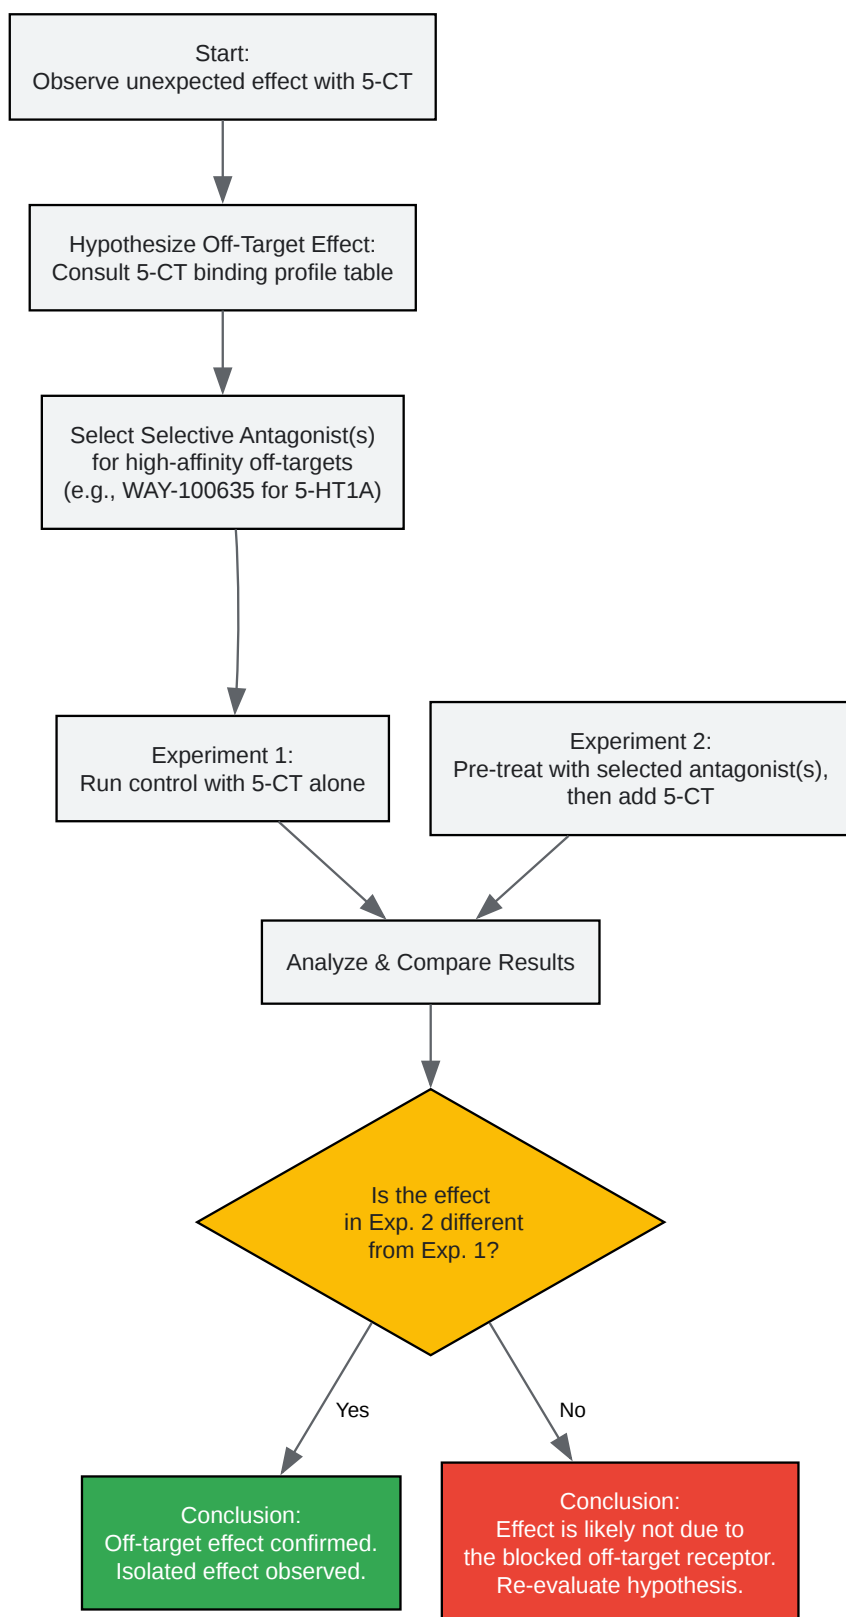 Start:
Observe unexpected effect with 5-CT
Hypothesize Off-Target Effect:
Consult 5-CT binding profile table
Select Selective Antagonist(s)
for high-affinity off-targets
(e.g., WAY-100635 for 5-HT1A)
Experiment 1:
Run control with 5-CT alone
Experiment 2:
Pre-treat with selected antagonist(s),
then add 5-CT
Analyze & Compare Results
Is the effect
in Exp. 2 different
from Exp. 1?
Yes
No
Conclusion:
Off-target effect confirmed.
Isolated effect observed.
Conclusion:
Effect is likely not due to
the blocked off-target receptor.
Re-evaluate hypothesis.